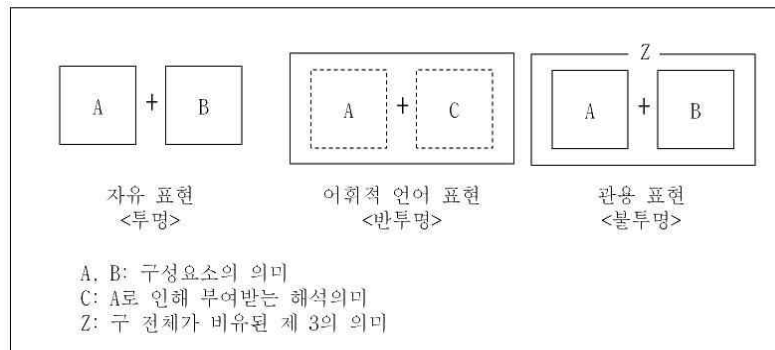 Z
A + B
A + C
A + B
자유 표현
<투명>
어휘적 언어 표현
<반투명>
관용 표현
<불투명>
A, B: 구성요소의 의미
C: A로 인해 부여받는 해석의미
Z: 구 전체가 비유된 제 3의 의미